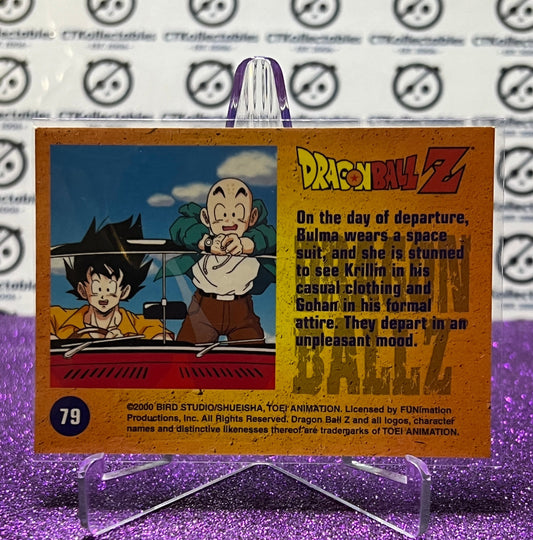 CTKollectables
DRAGONBALL Z
On the day of departure,
Bulma wears a space
suit, and she is stunned
to see Krillin in his
casual clothing and
Gohan in his formal
attire. They depart in an
unpleasant mood.
DRAGON
BALL Z
79
©2000 BIRD STUDIO/SHUEISHA, TOEI ANIMATION. Licensed by FUNimation
Productions, Inc. All Rights Reserved. Dragon Ball Z and all logos, character
names and distinctive likenesses thereof are trademarks of TOEI ANIMATION.